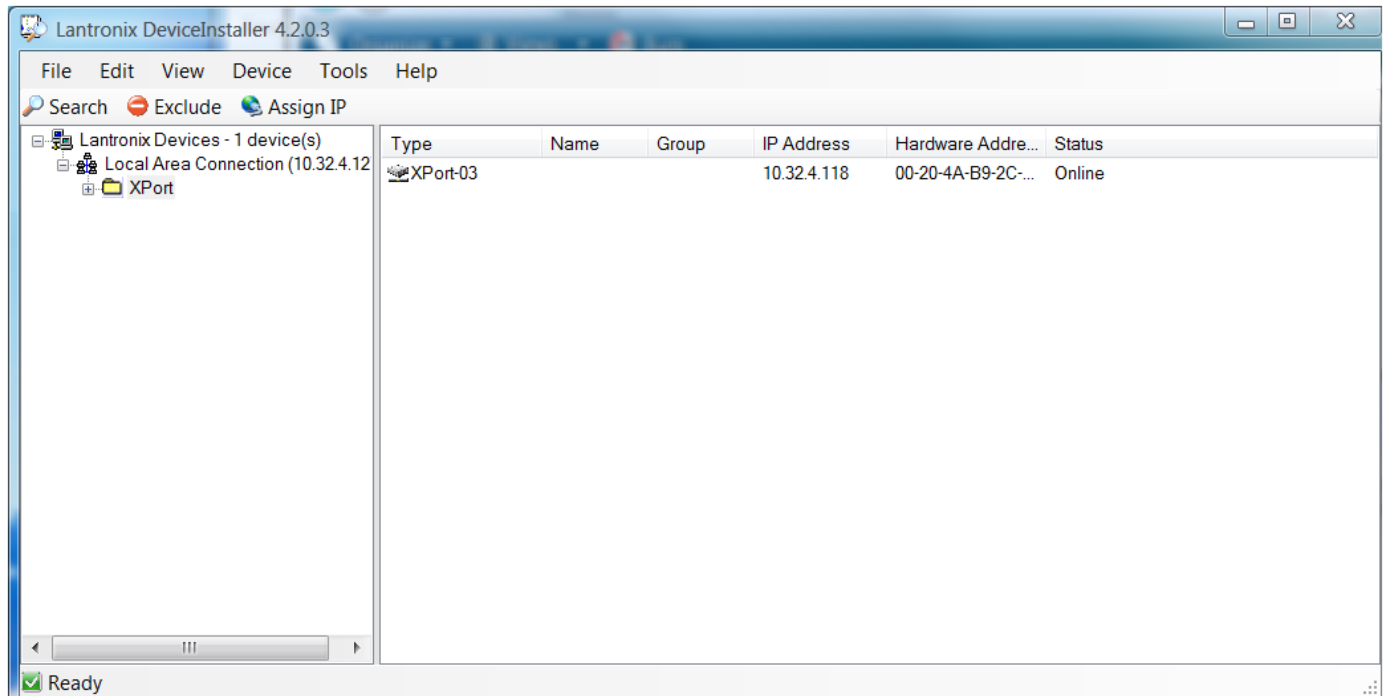 Lantronix DeviceInstaller 4.2.0.3
File Edit View Device Tools Help
Search Exclude Assign IP
Lantronix Devices - 1 device(s)
Local Area Connection (10.32.4.12
XPort
Type Name Group IP Address Hardware Addre... Status
XPort-03 10.32.4.118 00-20-4A-B9-2C-... Online
Ready